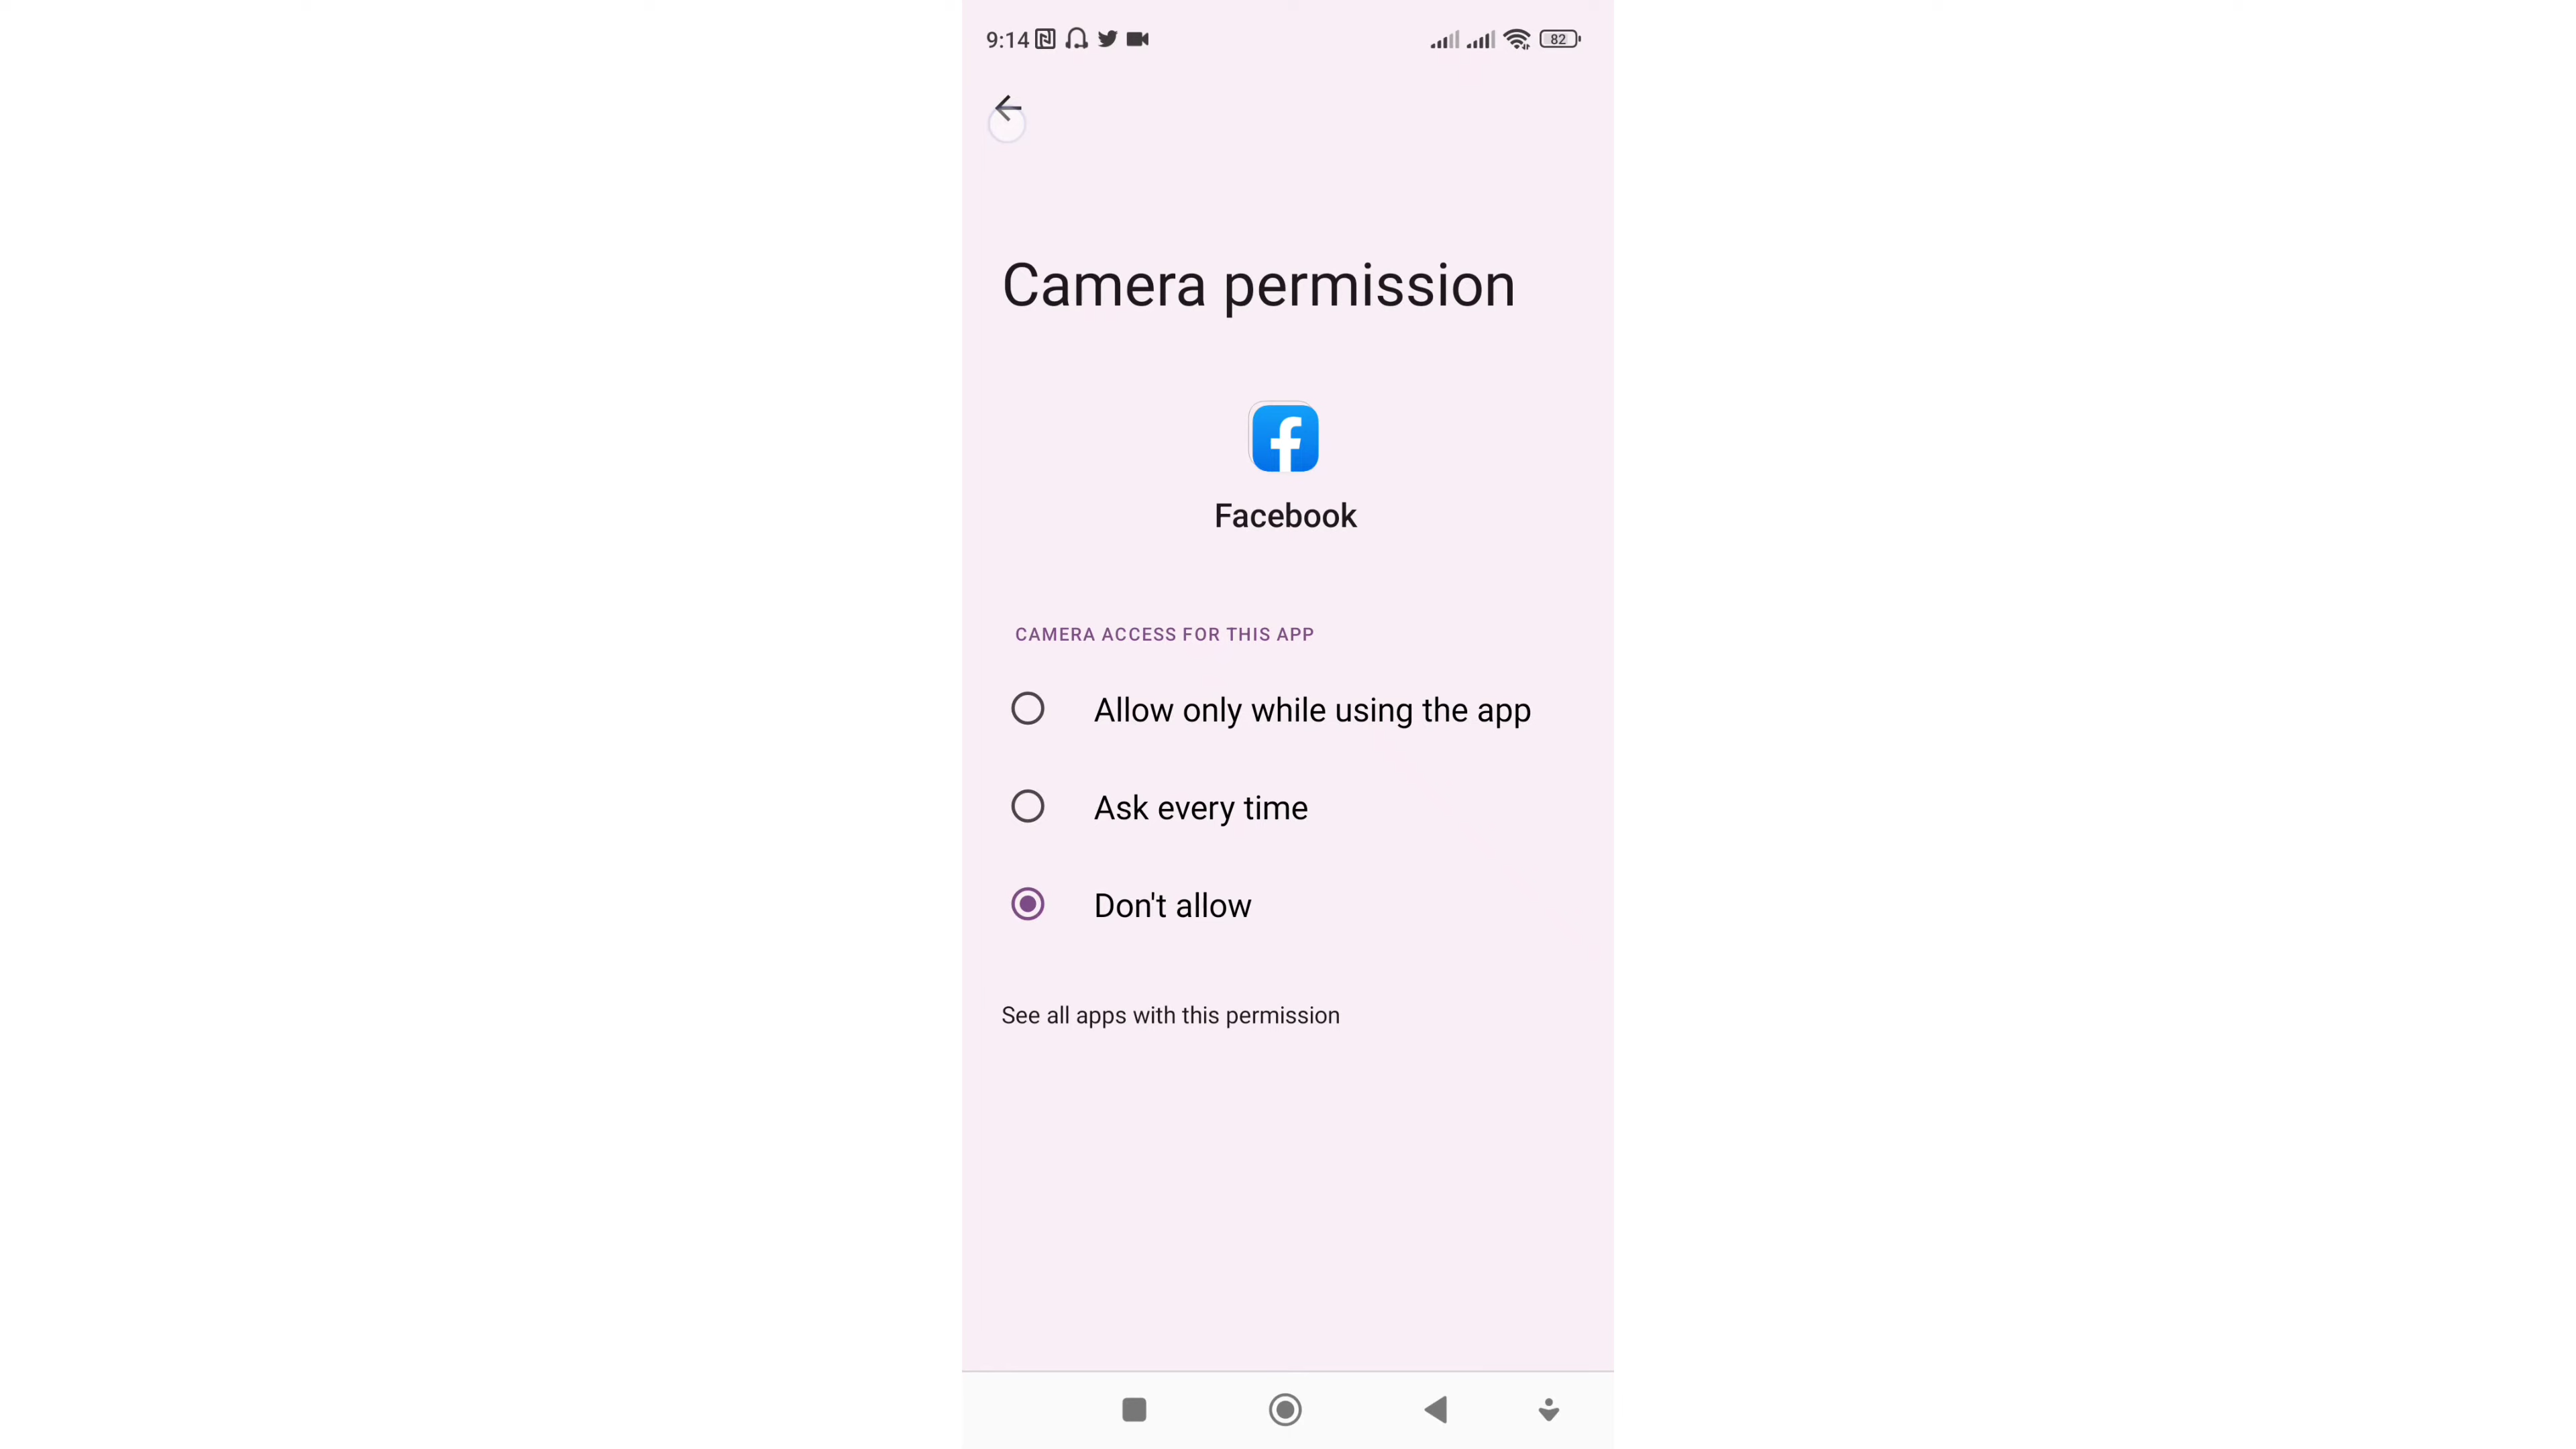 9:14
82
Camera permission
Facebook
CAMERA ACCESS FOR THIS APP
Allow only while using the app
Ask every time
Don't allow
See all apps with this permission